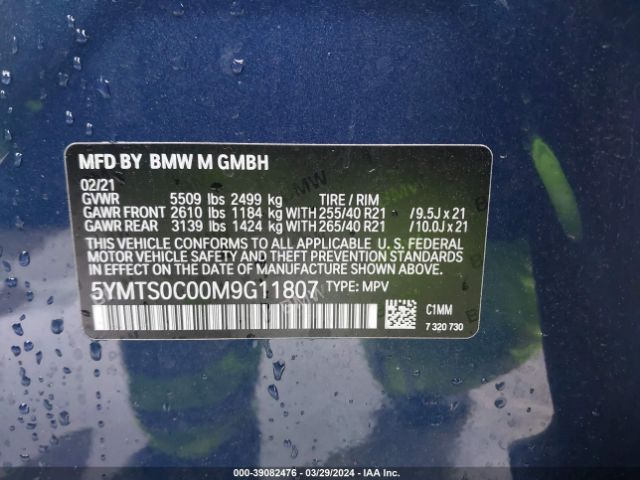 MFD BY BMW M GMBH
02/21
GVWR 5509 lbs 2499 kg TIRE / RIM
GAWR FRONT 2610 lbs 1184 kg WITH 255/40 R21 /9.5J x 21
GAWR REAR 3139 lbs 1424 kg WITH 265/40 R21 /10.0J x 21
THIS VEHICLE CONFORMS TO ALL APPLICABLE U. S. FEDERAL
MOTOR VEHICLE SAFETY, BUMPER, AND THEFT PREVENTION
STANDARDS IN EFFECT ON THE DATE OF MANUFACTURE
SHOWN ABOVE.
5YMTS0C00M9G11807 TYPE: MPV
C1MM
7 320 730
000-39082476 - 03/29/2024 - IAA Inc.